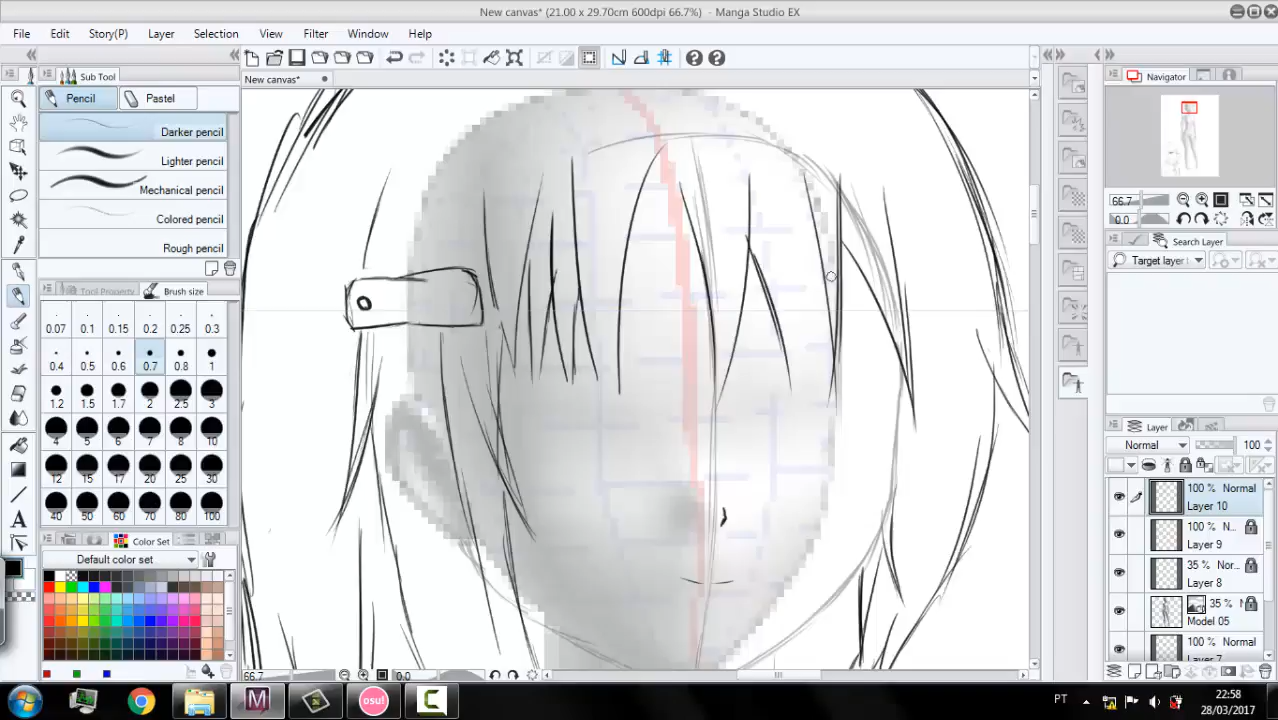 New canvas* (21.00 x 29.70cm 600dpi 66.7%) - Manga Studio EX
File Edit Story(P) Layer Selection View Filter Window Help
Sub Tool
New canvas*
Navigator
Pencil Pastel
Darker pencil
Lighter pencil
Mechanical pencil
Colored pencil
Rough pencil
66.7
0.0
Search Layer
Target layer t
Tool Property Brush size
0.07 0.1 0.15 0.2 0.25 0.3
0.4 0.5 0.6 0.7 0.8 1
1.2 1.5 1.7 2 2.5 3
4 5 6 7 8 10
12 15 17 20 25 30
40 50 60 70 80 100
Color Set
Default color set
Layer
Normal 100
100 % Normal
Layer 10
100 % N...
Layer 9
35 % Nor...
Layer 8
35 %
Model 05
100 % Normal
Layer 7
66.7 0.0
osu!
PT
22:58
28/03/2017